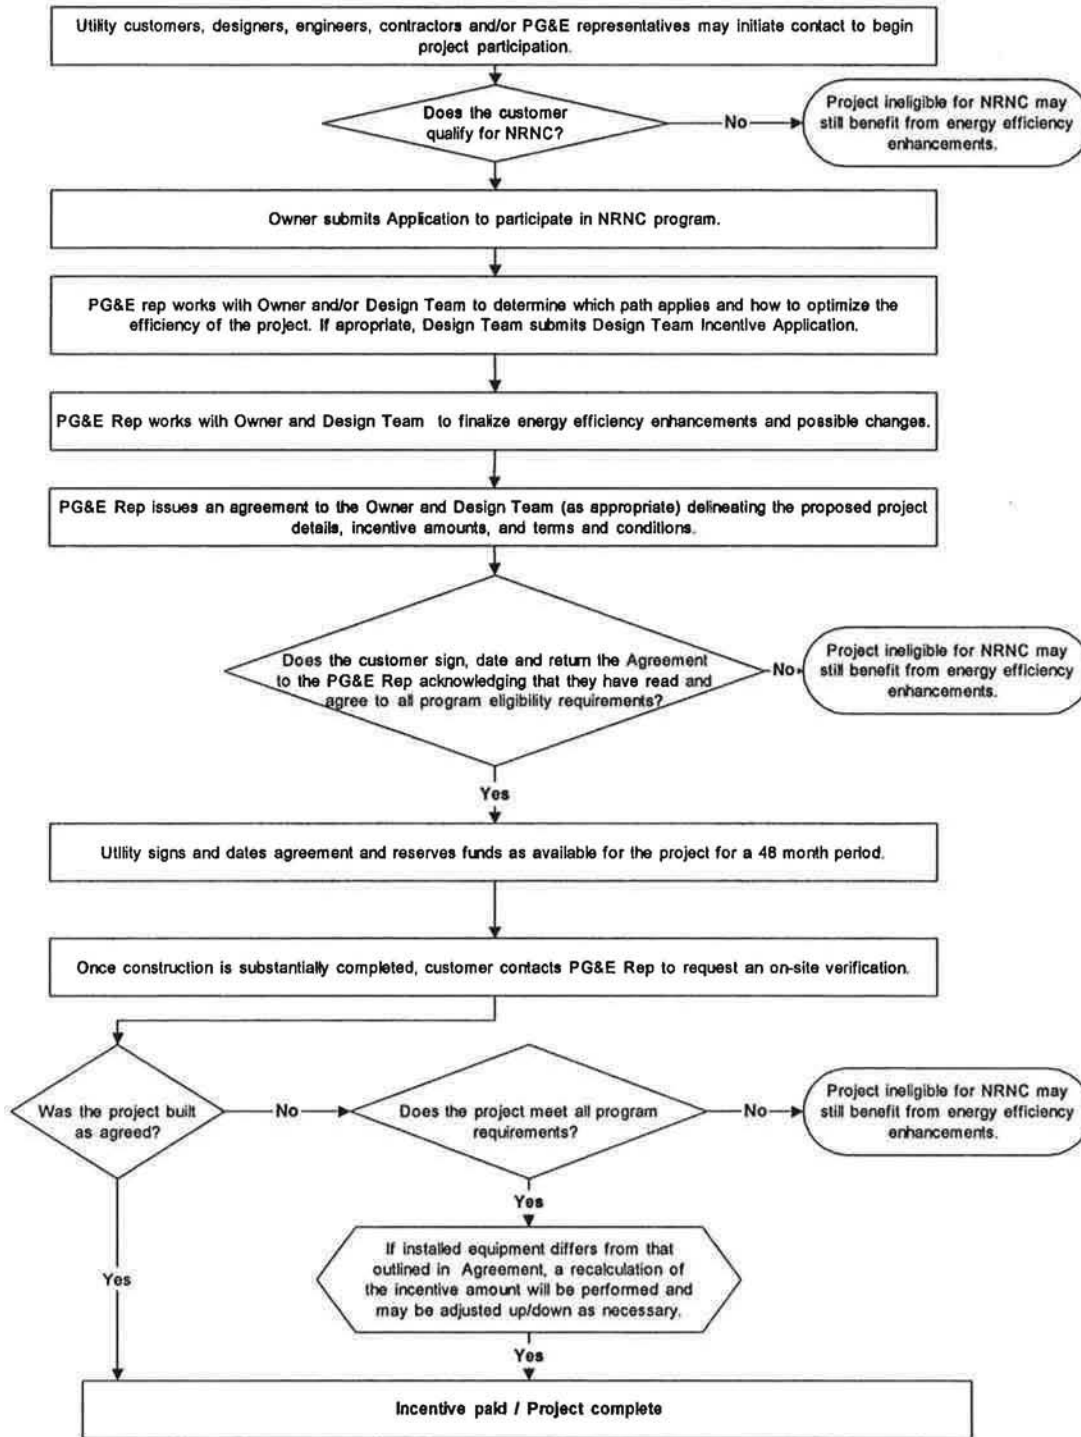 Utility customers, designers, engineers, contractors and/or PG&E representatives may initiate contact to begin
project participation.
Does the customer
qualify for NRNC?
No
Project ineligible for NRNC may
still benefit from energy efficiency
enhancements.
Owner submits Application to participate in NRNC program.
PG&E rep works with Owner and/or Design Team to determine which path applies and how to optimize the
efficiency of the project. If apropriate, Design Team submits Design Team Incentive Application.
PG&E Rep works with Owner and Design Team to finalize energy efficiency enhancements and possible changes.
PG&E Rep issues an agreement to the Owner and Design Team (as appropriate) delineating the proposed project
details, incentive amounts, and terms and conditions.
Does the customer sign, date and return the Agreement
to the PG&E Rep acknowledging that they have read and
agree to all program eligibility requirements?
No
Project ineligible for NRNC may
still benefit from energy efficiency
enhancements.
Yes
Utility signs and dates agreement and reserves funds as available for the project for a 48 month period.
Once construction is substantially completed, customer contacts PG&E Rep to request an on-site verification.
Was the project built
as agreed?
No
Does the project meet all program
requirements?
No
Project ineligible for NRNC may
still benefit from energy efficiency
enhancements.
Yes
If installed equipment differs from that
outlined in Agreement, a recalculation of
the incentive amount will be performed and
may be adjusted up/down as necessary.
Yes
Yes
Incentive paid / Project complete